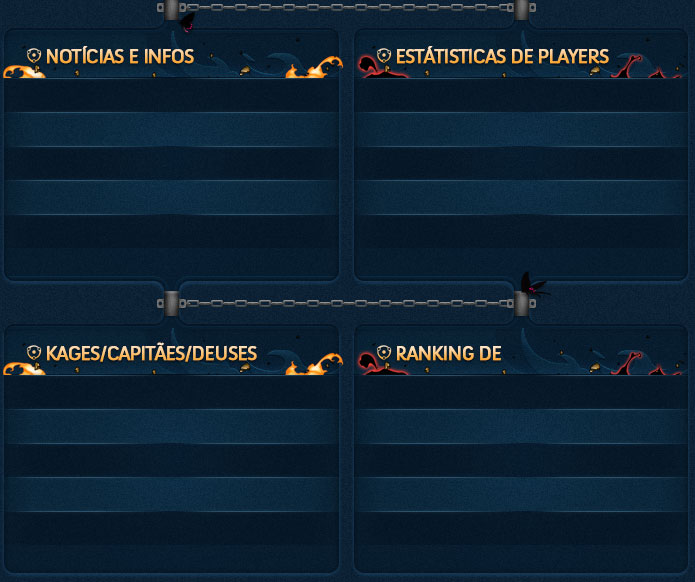 NOTÍCIAS E INFOS
ESTÁTISTICAS DE PLAYERS
KAGES/CAPITÃES/DEUSES
RANKING DE